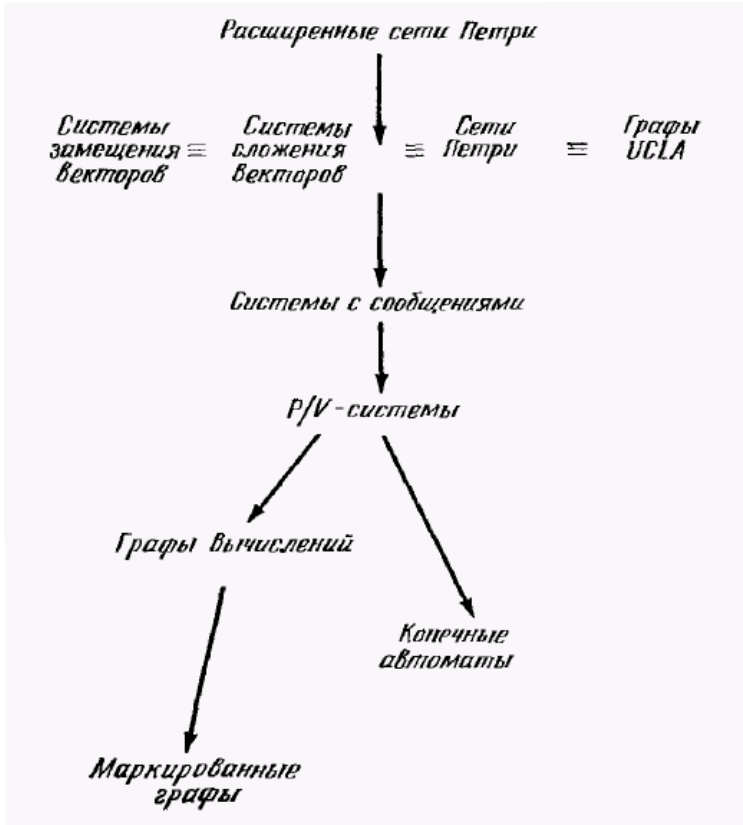 Расширенные сети Петри
Системы
замещения
векторов
≡
Системы
сложения
векторов
≡
Сети
Петри
≡
Графы
UCLA
Системы с сообщениями
P/V-системы
Графы вычислений
Конечные
автоматы
Маркированные
графы